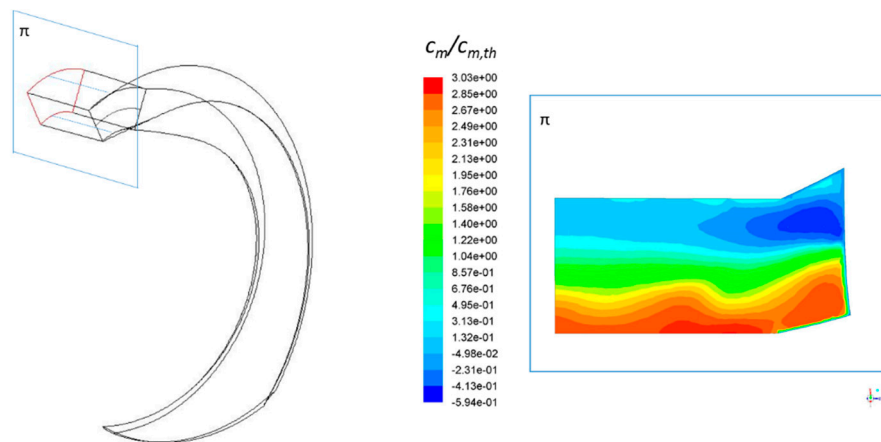 π
c_m/c_m,th
3.03e+00
2.85e+00
2.67e+00
2.49e+00
2.31e+00
2.13e+00
1.95e+00
1.76e+00
1.58e+00
1.40e+00
1.22e+00
1.04e+00
8.57e-01
6.76e-01
4.95e-01
3.13e-01
1.32e-01
-4.98e-02
-2.31e-01
-4.13e-01
-5.94e-01
π